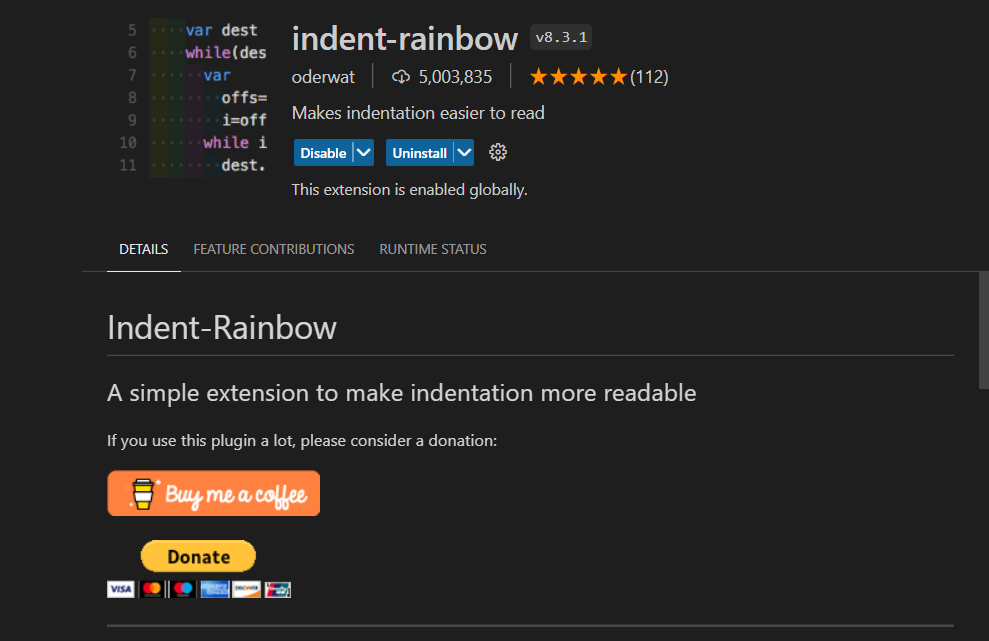 5 var dest
6 while(des
7 var
8 offs=
9 i=off
10 while i
11 dest.
indent-rainbow v8.3.1
oderwat 5,003,835 ★★★★★(112)
Makes indentation easier to read
Disable Uninstall
This extension is enabled globally.
DETAILS FEATURE CONTRIBUTIONS RUNTIME STATUS
Indent-Rainbow
A simple extension to make indentation more readable
If you use this plugin a lot, please consider a donation:
Buy me a coffee
Donate
VISA DISCOVER